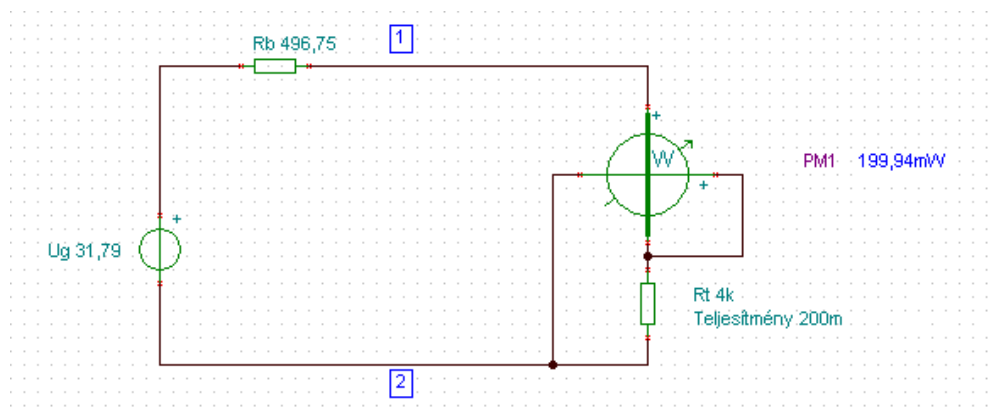 1
Rb 496,75
+
W
PM1 199,94mW
+
+
Ug 31,79
Rt 4k
Teljesítmény 200m
2